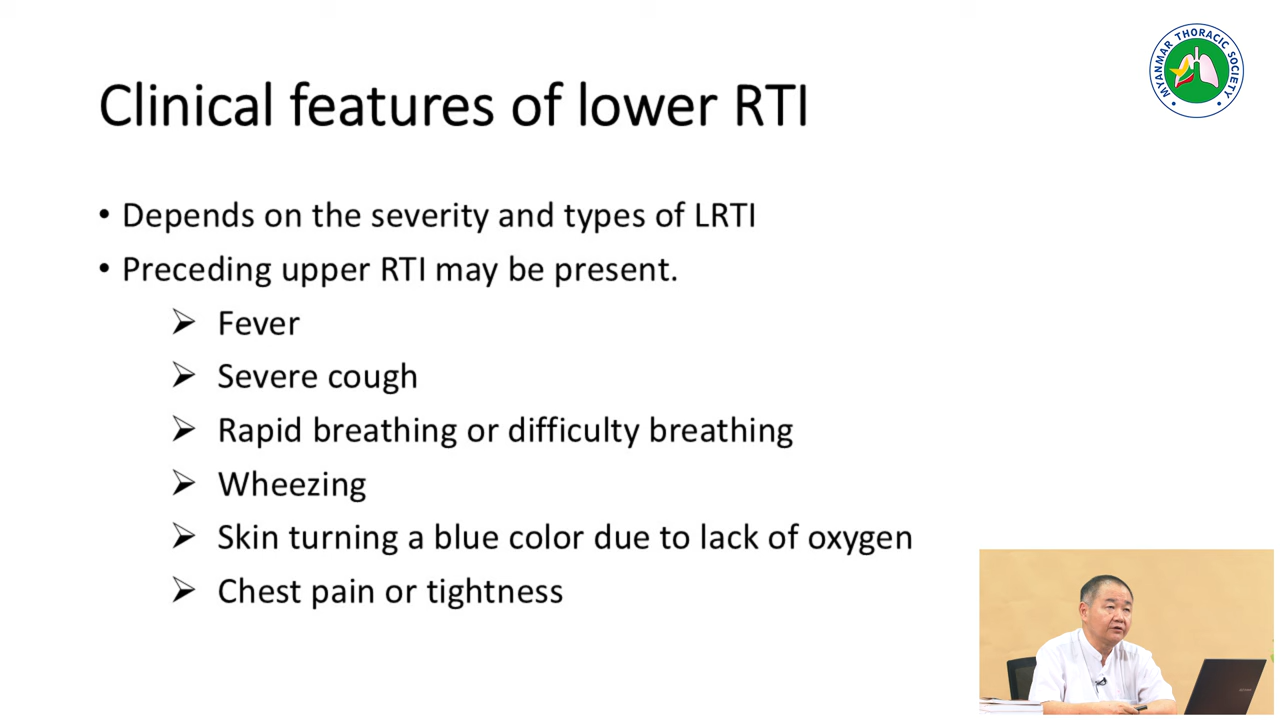 MYANMAR THORACIC SOCIETY
Clinical features of lower RTI
• Depends on the severity and types of LRTI
• Preceding upper RTI may be present.
➢ Fever
➢ Severe cough
➢ Rapid breathing or difficulty breathing
➢ Wheezing
➢ Skin turning a blue color due to lack of oxygen
➢ Chest pain or tightness